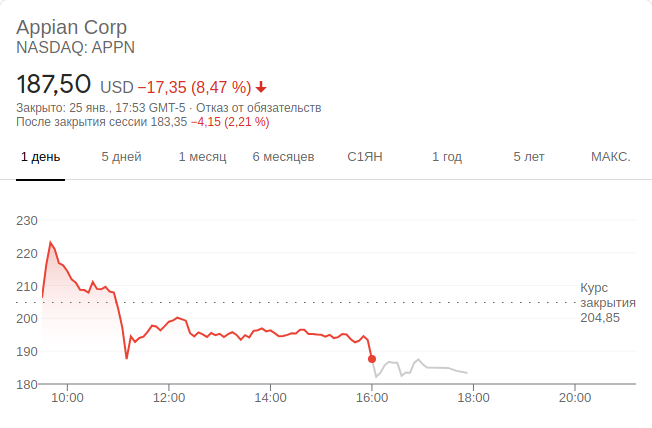 Appian Corp
NASDAQ: APPN
187,50 USD −17,35 (8,47 %)
Закрыто: 25 янв., 17:53 GMT-5 · Отказ от обязательств
После закрытия сессии 183,35 −4,15 (2,21 %)
1 день 5 дней 1 месяц 6 месяцев С1ЯН 1 год 5 лет МАКС.
230
220
210
200
190
180
Курс
закрытия
204,85
10:00 12:00 14:00 16:00 18:00 20:00